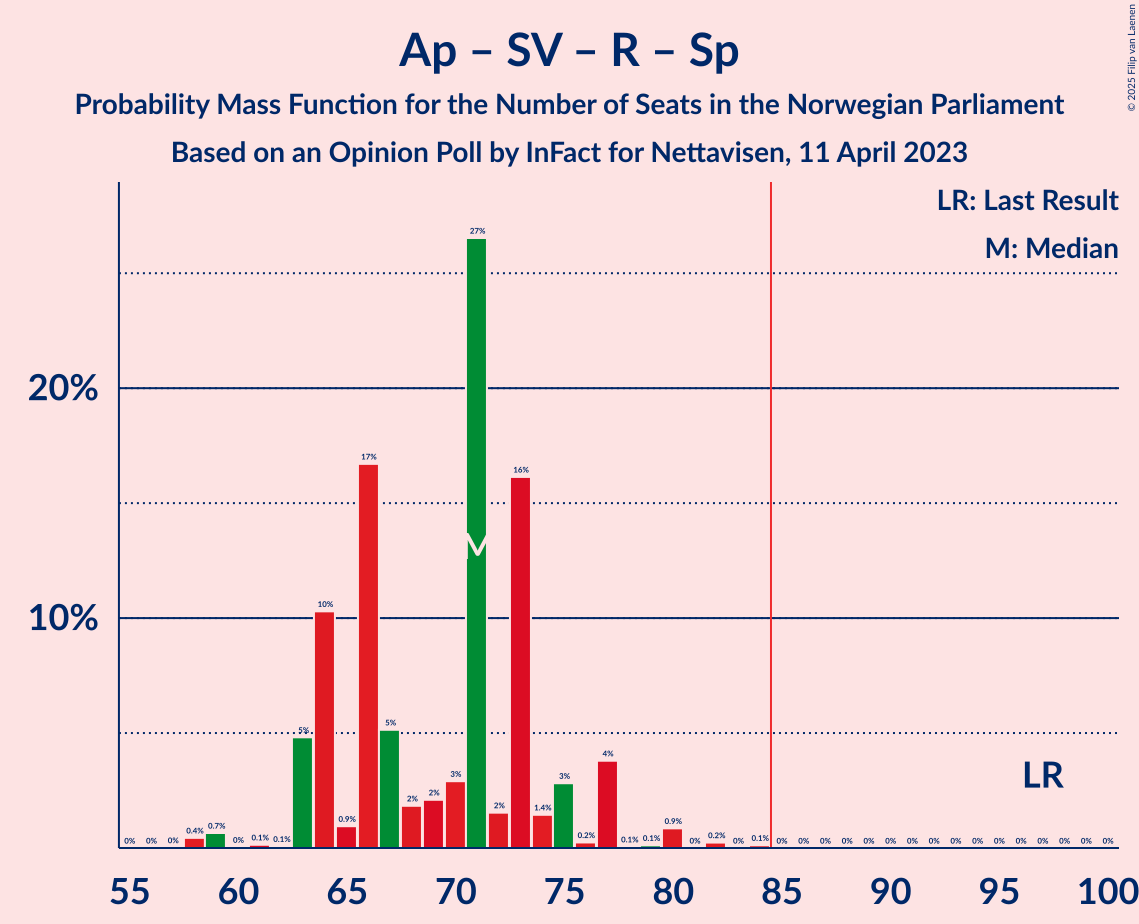 © 2025 Filip van Laenen
Ap – SV – R – Sp
Probability Mass Function for the Number of Seats in the Norwegian Parliament
Based on an Opinion Poll by InFact for Nettavisen, 11 April 2023
LR: Last Result
M: Median
20%
10%
0% 0% 0% 0.4% 0.7% 0% 0.1% 0.1% 5% 10% 0.9% 17% 5% 2% 2% 3% 27% 2% 16% 1.4% 3% 0.2% 4% 0.1% 0.1% 0.9% 0% 0.2% 0% 0.1% 0% 0% 0% 0% 0% 0% 0% 0% 0% 0% 0% 0% 0% 0% 0% 0%
M
LR
55 60 65 70 75 80 85 90 95 100